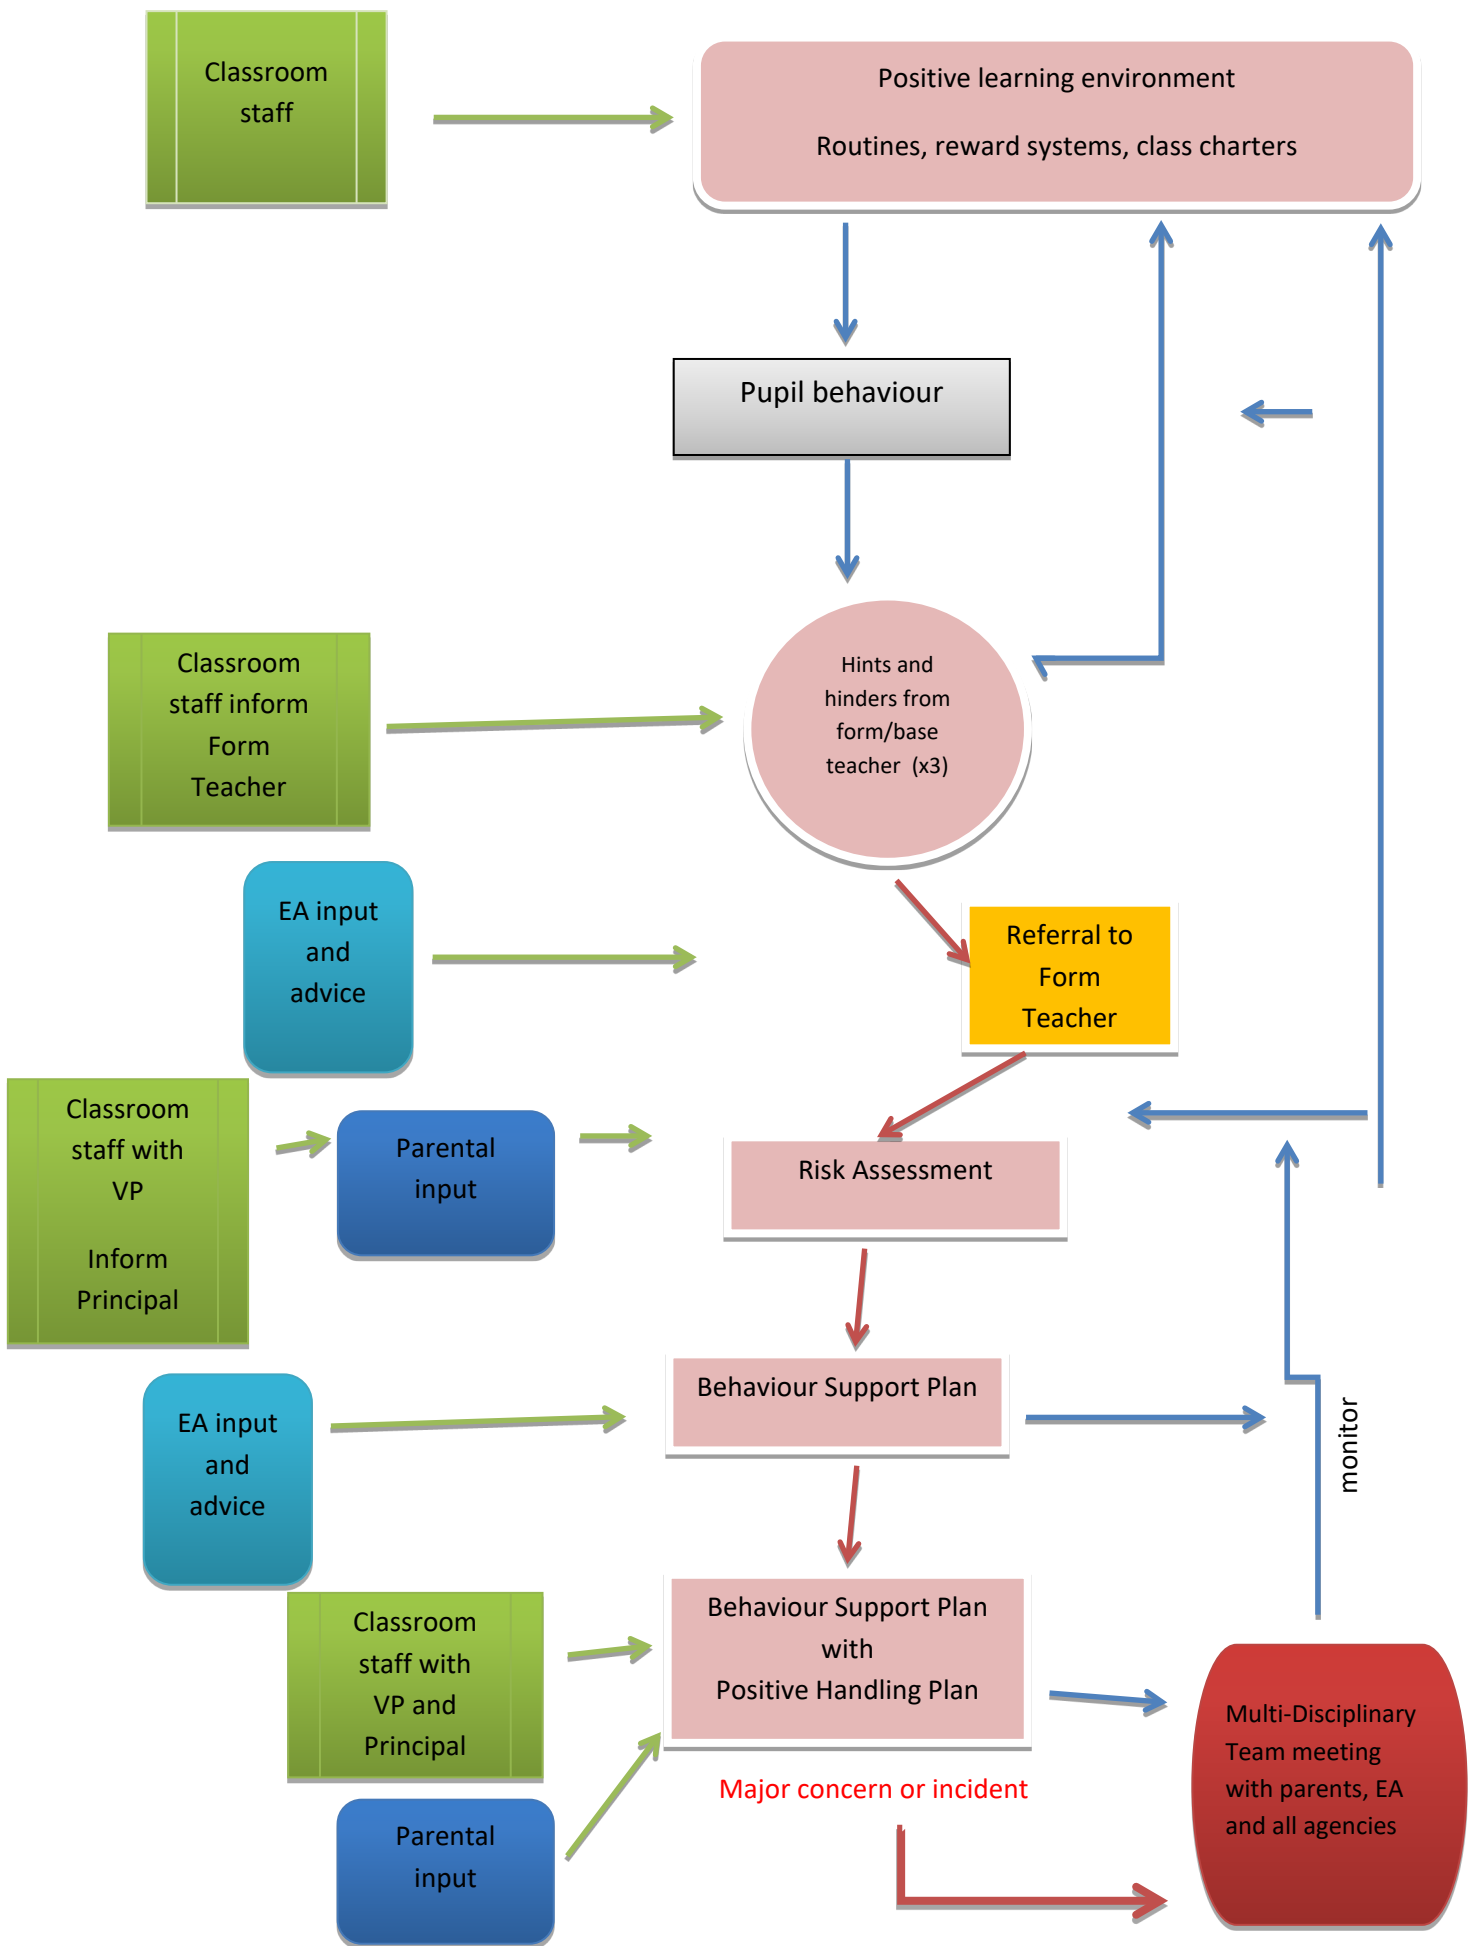 Classroom
staff
Positive learning environment
Routines, reward systems, class charters
Pupil behaviour
Classroom
staff inform
Form
Teacher
Hints and
hinders from
form/base
teacher (x3)
EA input
and
advice
Referral to
Form
Teacher
Classroom
staff with
VP
Inform
Principal
Parental
input
Risk Assessment
Behaviour Support Plan
EA input
and
advice
monitor
Classroom
staff with
VP and
Principal
Behaviour Support Plan
with
Positive Handling Plan
Multi-Disciplinary
Team meeting
with parents, EA
and all agencies
Major concern or incident
Parental
input